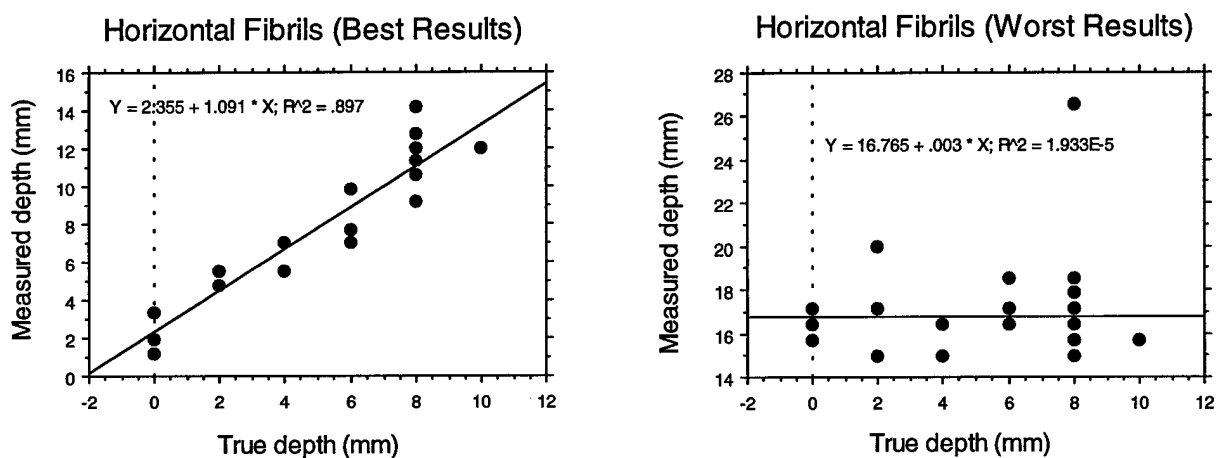 Horizontal Fibrils (Best Results)
Y = 2.355 + 1.091 * X; R^2 = .897
Measured depth (mm)
16
14
12
10
8
6
4
2
0
-2 0 2 4 6 8 10 12
True depth (mm)
Horizontal Fibrils (Worst Results)
Y = 16.765 + .003 * X; R^2 = 1.933E-5
Measured depth (mm)
28
26
24
22
20
18
16
14
-2 0 2 4 6 8 10 12
True depth (mm)